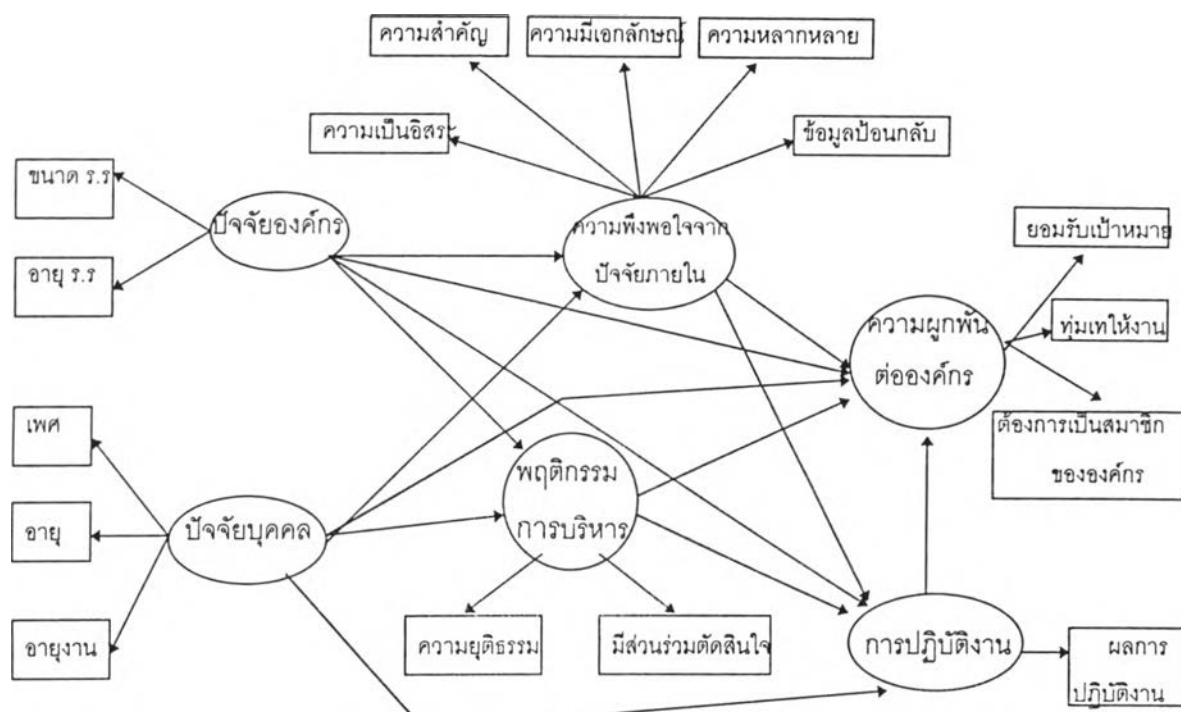 ความสำคัญ
ความมีเอกลักษณ์
ความหลากหลาย
ความเป็นอิสระ
ข้อมูลป้อนกลับ
ขนาด ร.ร
ปัจจัยองค์กร
ความพึงพอใจจาก
ปัจจัยภายใน
ยอมรับเป้าหมาย
อายุ ร.ร
ทุ่มเทให้งาน
ความผูกพัน
ต่อองค์กร
เพศ
ต้องการเป็นสมาชิก
ขององค์กร
พฤติกรรม
การบริหาร
อายุ
ปัจจัยบุคคล
อายุงาน
ความยุติธรรม
มีส่วนร่วมตัดสินใจ
การปฏิบัติงาน
ผลการ
ปฏิบัติงาน